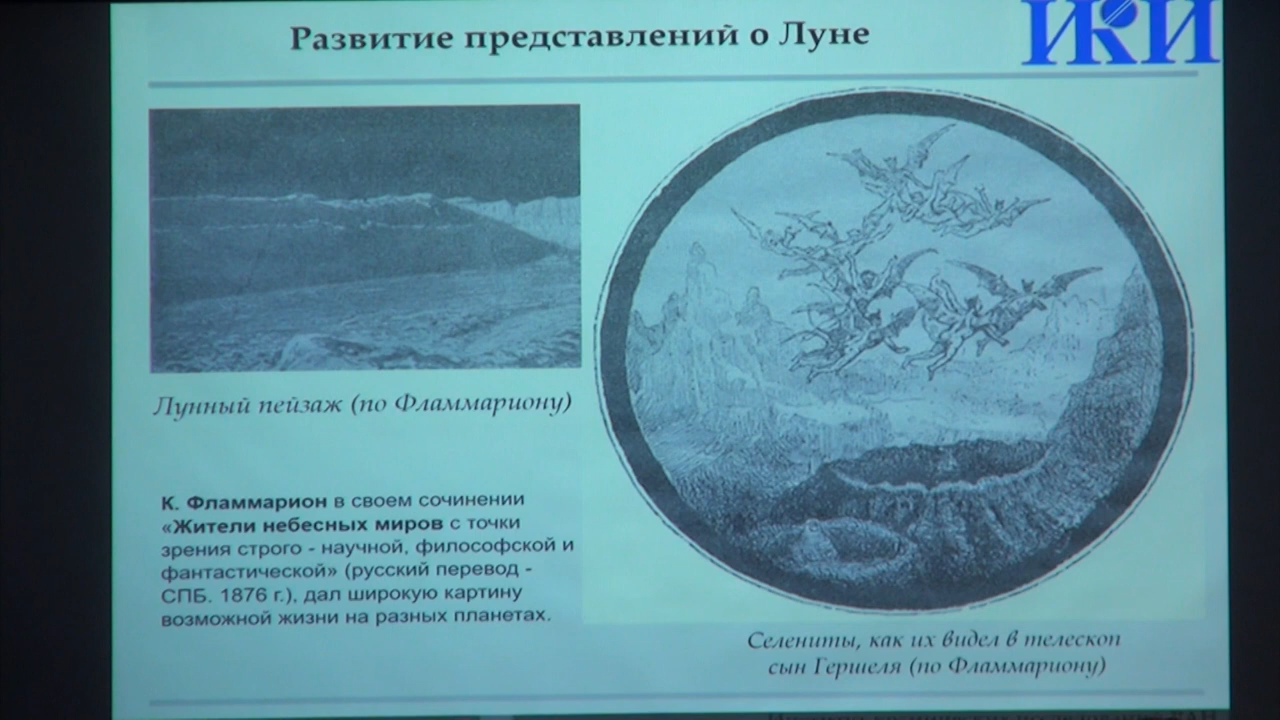 Развитие представлений о Луне
ИКИ
Лунный пейзаж (по Фламмариону)
К. Фламмарион в своем сочинении
«Жители небесных миров с точки
зрения строго - научной, философской и
фантастической» (русский перевод -
СПБ. 1876 г.), дал широкую картину
возможной жизни на разных планетах.
Селениты, как их видел в телескоп
сын Гершеля (по Фламмариону)